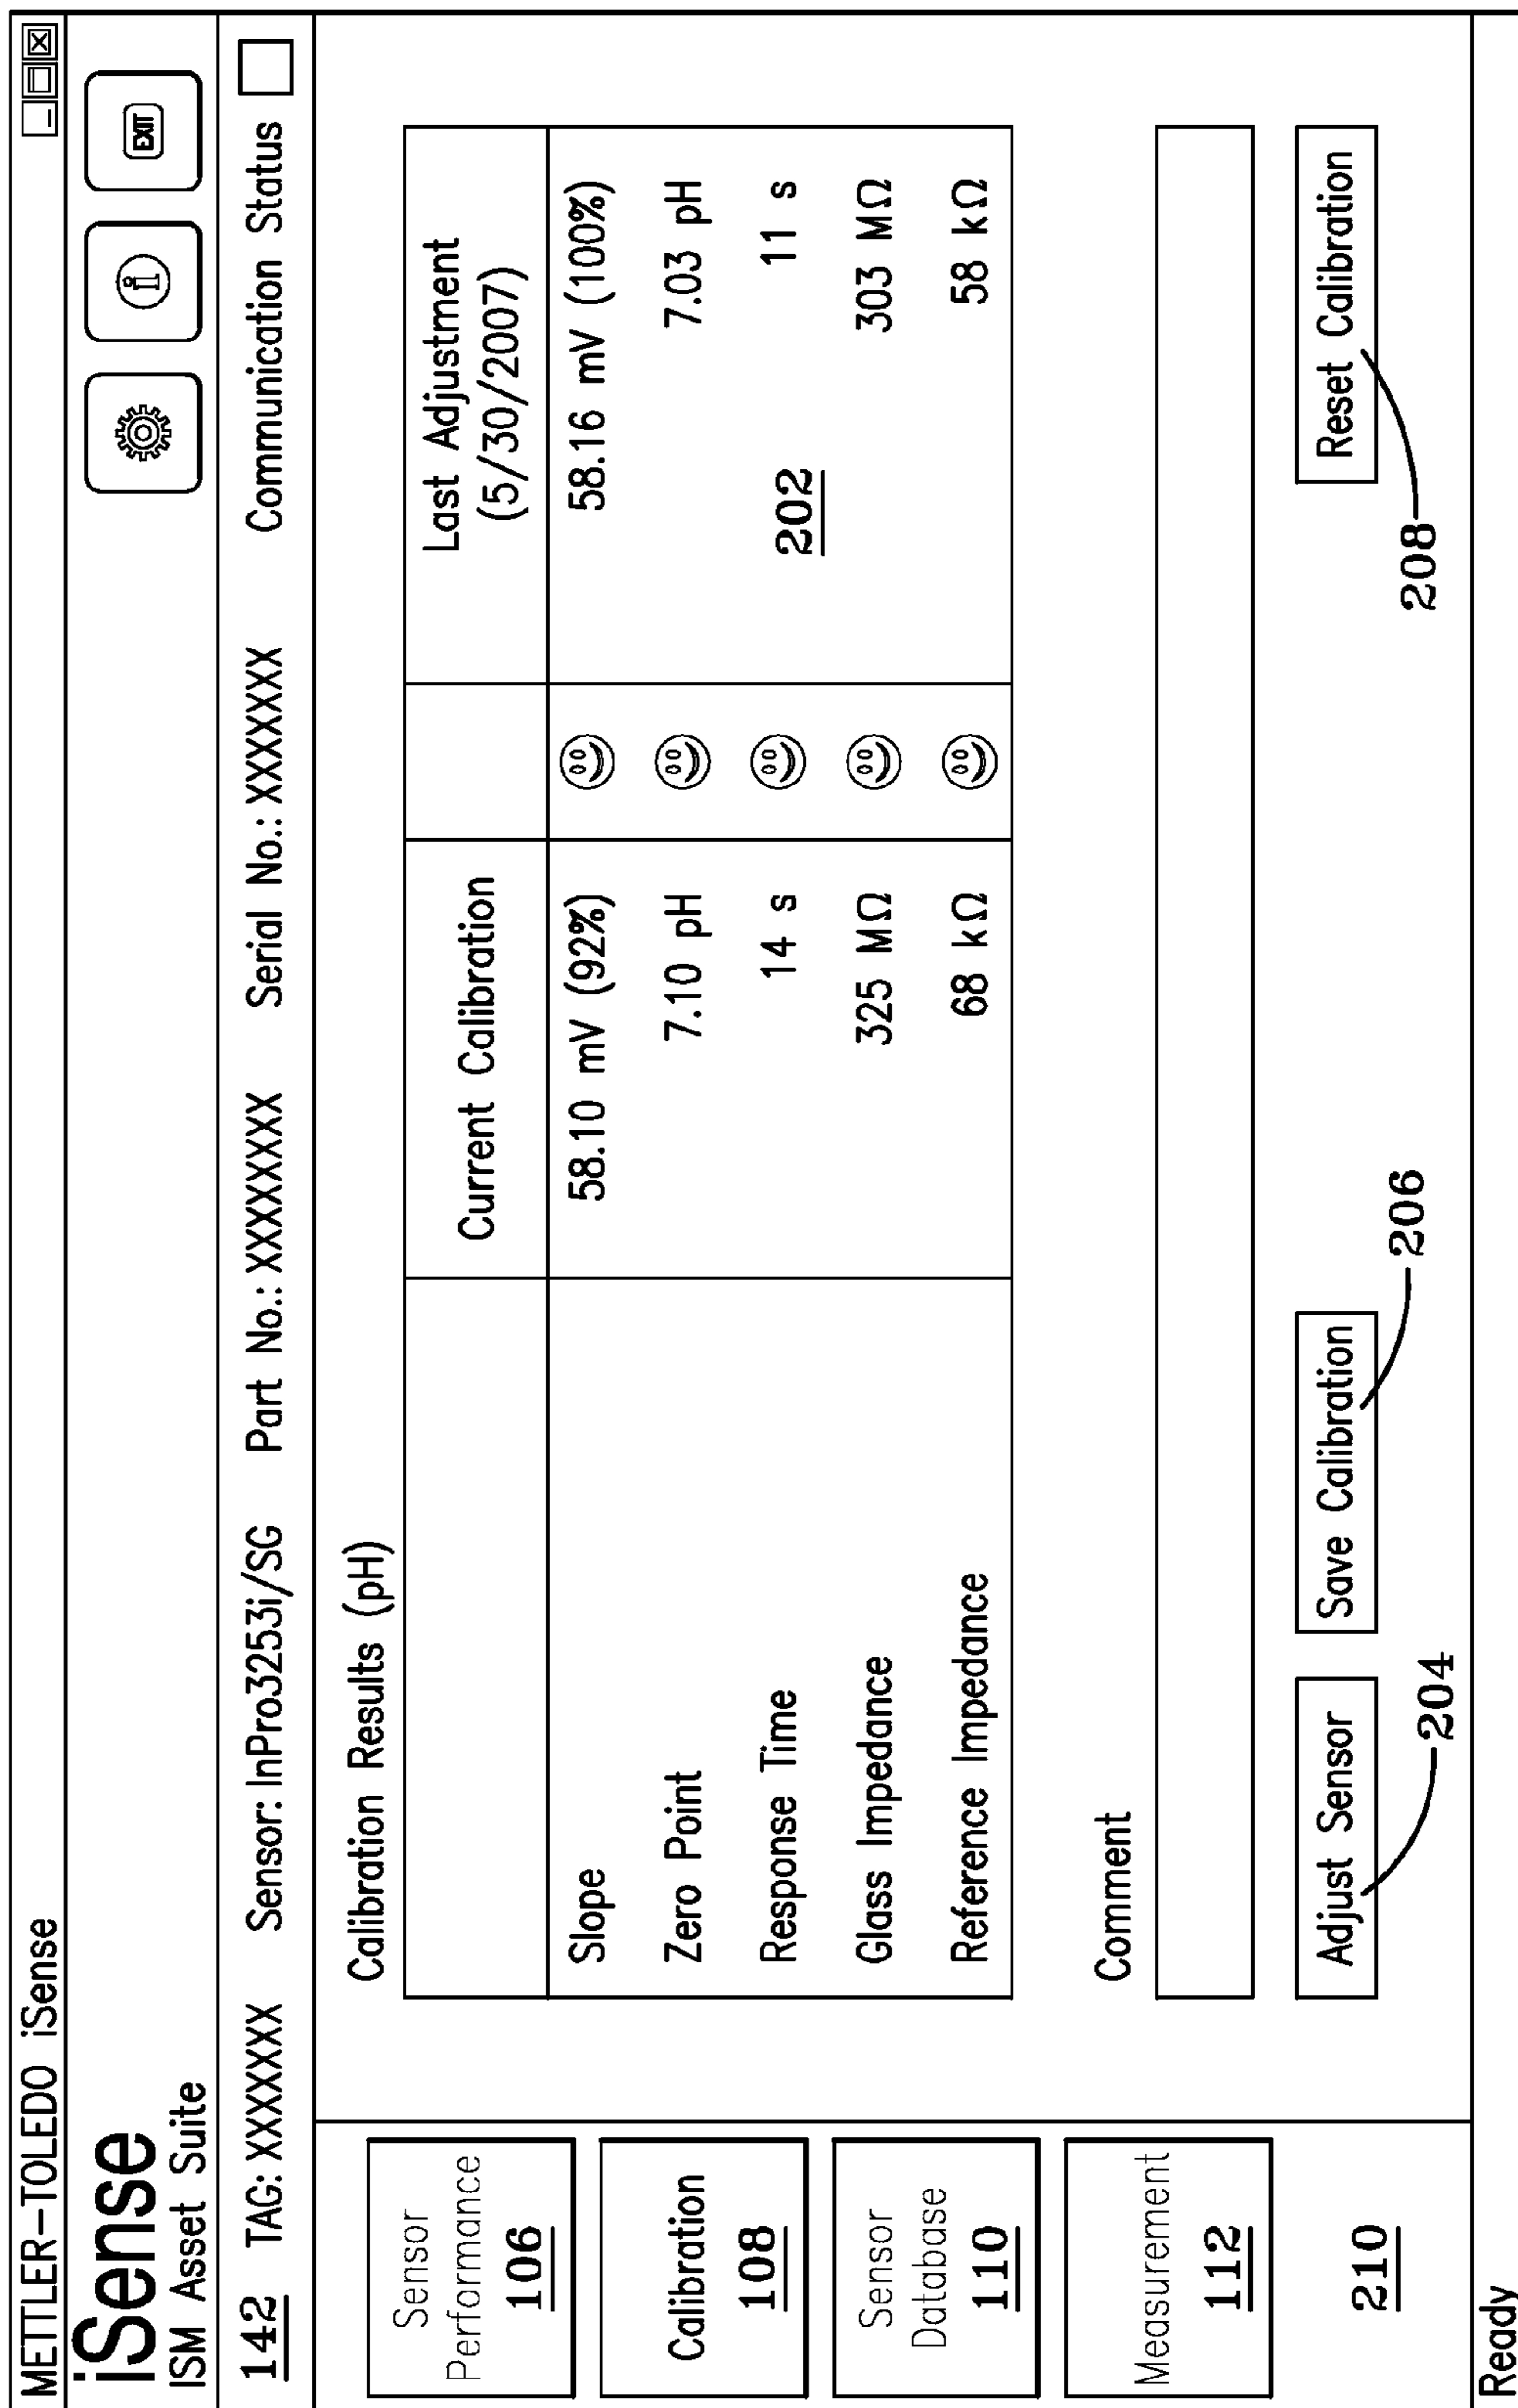 METTLER-TOLEDO iSense
iSense
ISM Asset Suite
EXIT
i
142 TAG: XXXXXXX Sensor: InPro3253i/SG Part No.: XXXXXXXX Serial No.: XXXXXXX Communication Status
Sensor
Performance
106
Calibration
108
Sensor
Database
110
Measurement
112
210
Calibration Results (pH)
Current Calibration Last Adjustment
(5/30/2007)
Slope 58.10 mV (92%) 58.16 mV (100%)
Zero Point 7.10 pH 7.03 pH
Response Time 14 s 11 s
202
Glass Impedance 325 MΩ 303 MΩ
Reference Impedance 68 kΩ 58 kΩ
Comment
Adjust Sensor Save Calibration Reset Calibration
204 206 208
Ready